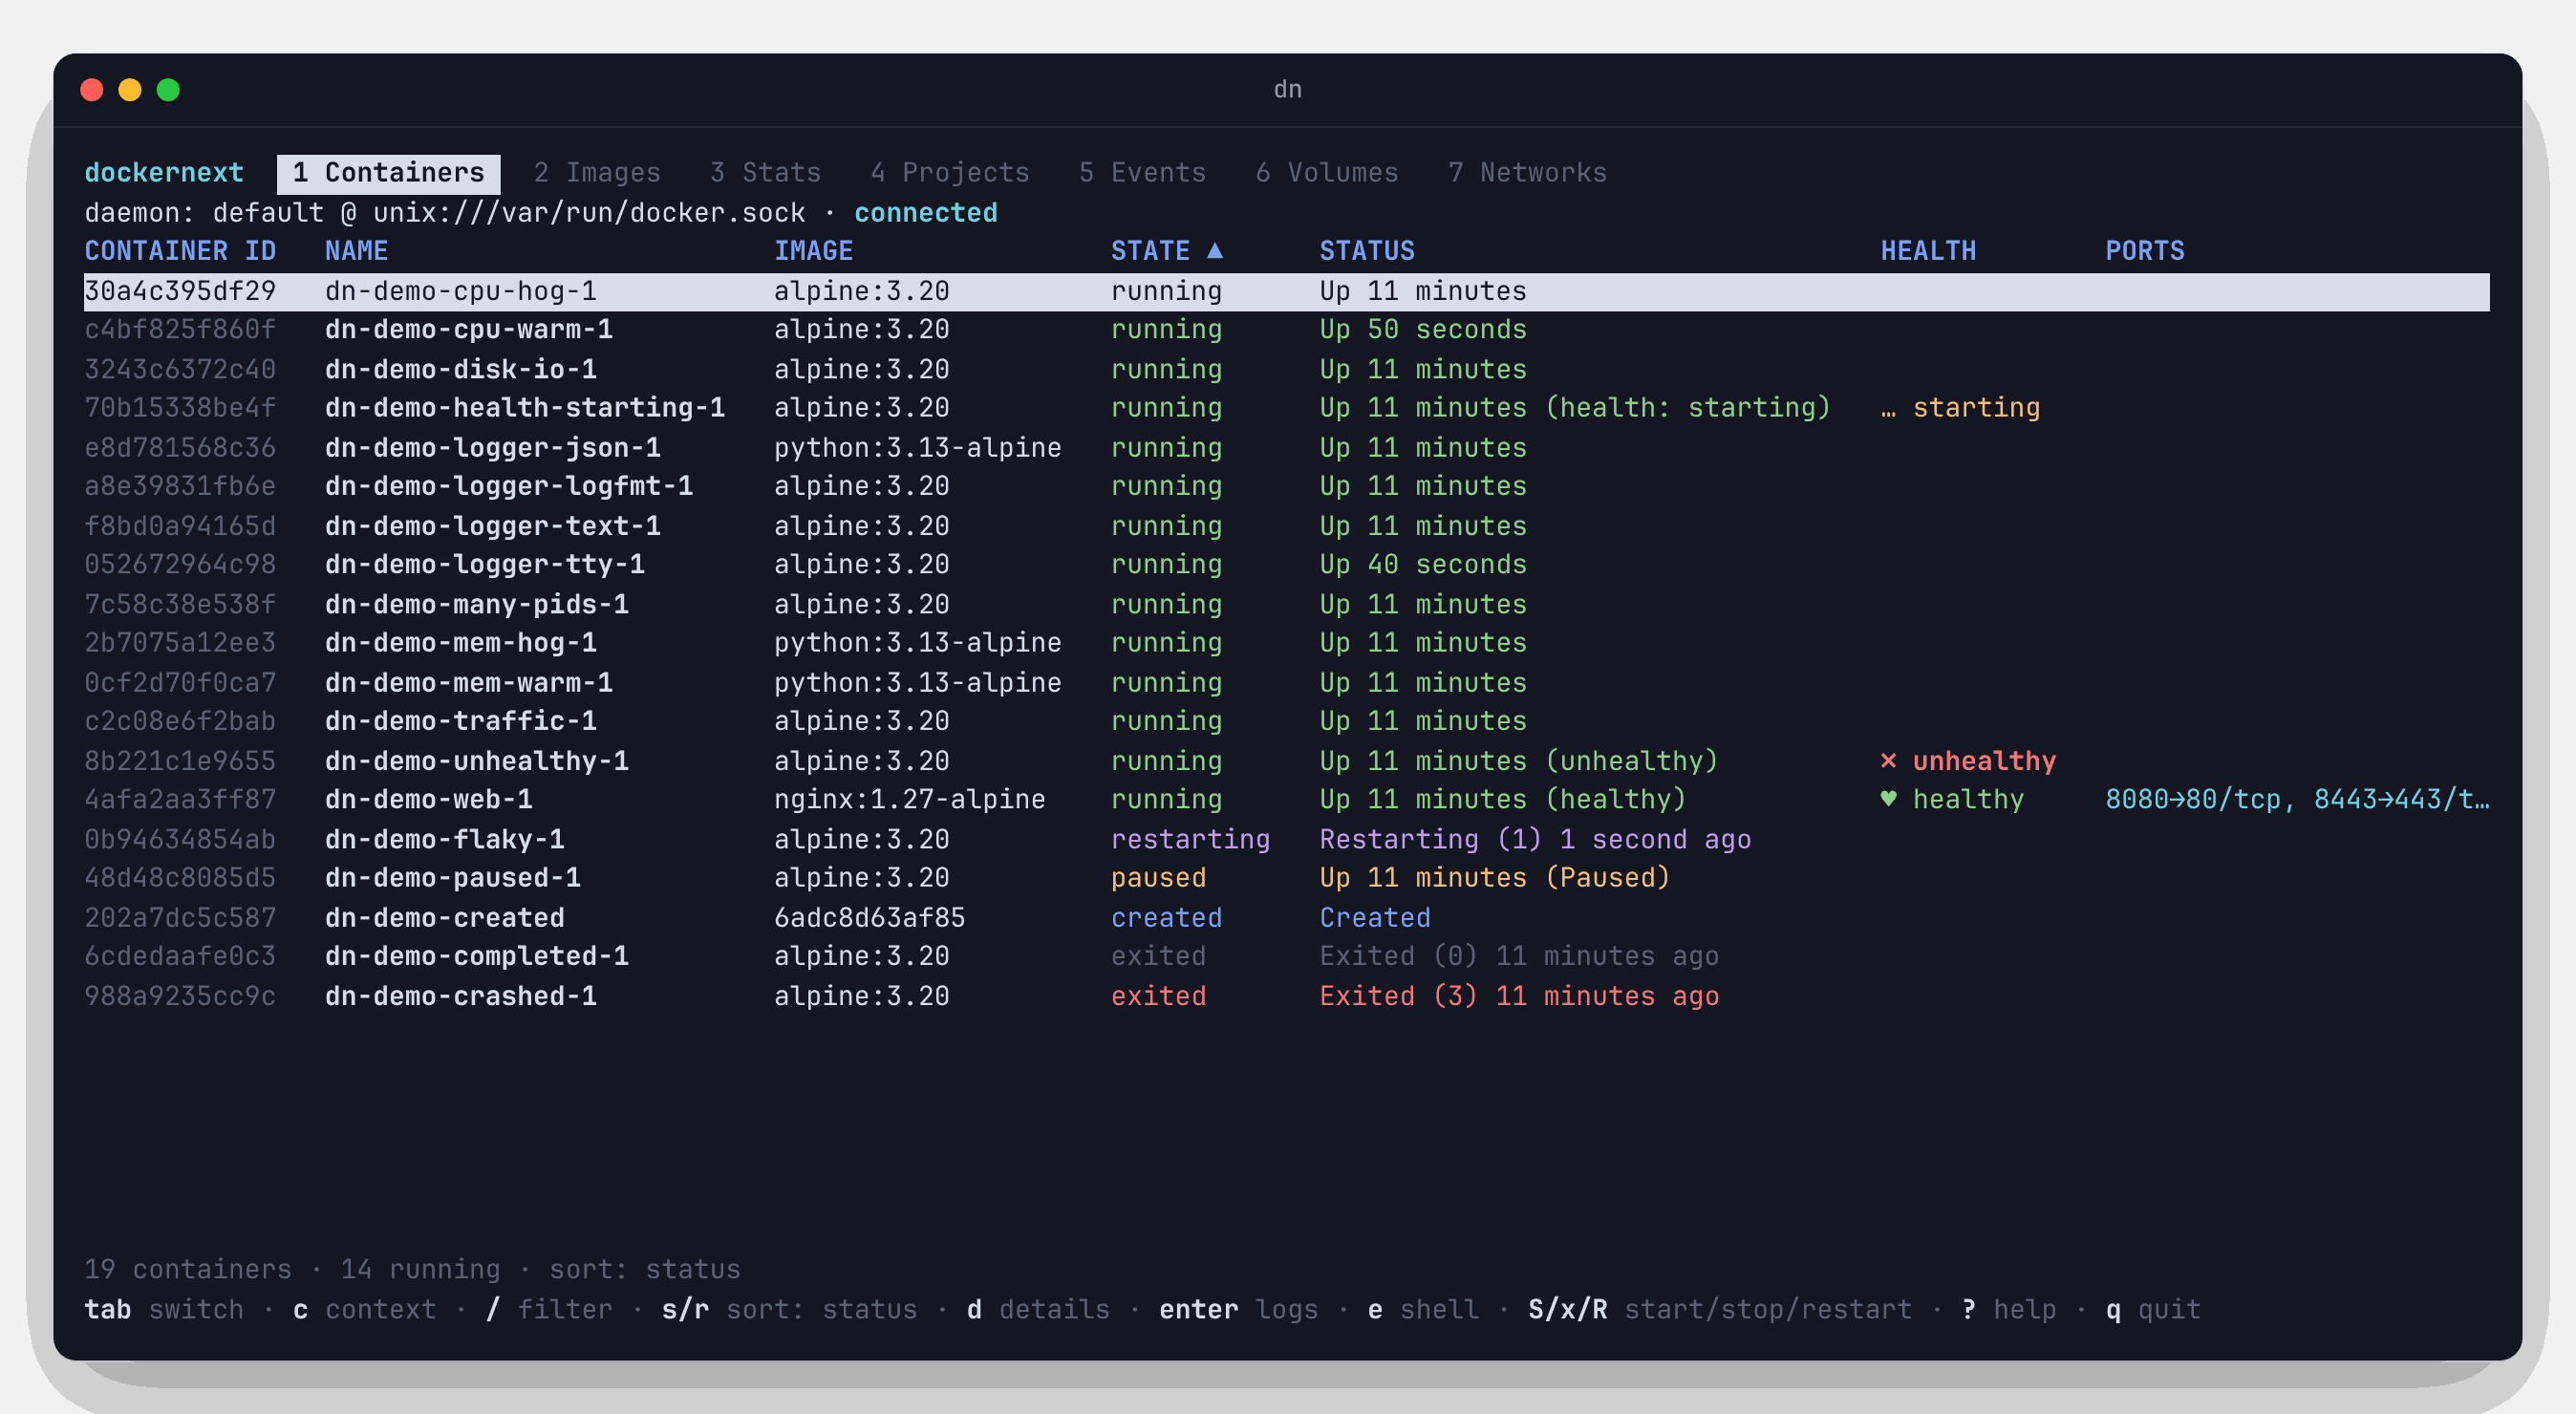 dn
dockernext 1 Containers 2 Images 3 Stats 4 Projects 5 Events 6 Volumes 7 Networks
daemon: default @ unix:///var/run/docker.sock · connected
CONTAINER ID NAME IMAGE STATE ▲ STATUS HEALTH PORTS
30a4c395df29 dn-demo-cpu-hog-1 alpine:3.20 running Up 11 minutes
c4bf825f860f dn-demo-cpu-warm-1 alpine:3.20 running Up 50 seconds
3243c6372c40 dn-demo-disk-io-1 alpine:3.20 running Up 11 minutes
70b15338be4f dn-demo-health-starting-1 alpine:3.20 running Up 11 minutes (health: starting) … starting
e8d781568c36 dn-demo-logger-json-1 python:3.13-alpine running Up 11 minutes
a8e39831fb6e dn-demo-logger-logfmt-1 alpine:3.20 running Up 11 minutes
f8bd0a94165d dn-demo-logger-text-1 alpine:3.20 running Up 11 minutes
052672964c98 dn-demo-logger-tty-1 alpine:3.20 running Up 40 seconds
7c58c38e538f dn-demo-many-pids-1 alpine:3.20 running Up 11 minutes
2b7075a12ee3 dn-demo-mem-hog-1 python:3.13-alpine running Up 11 minutes
0cf2d70f0ca7 dn-demo-mem-warm-1 python:3.13-alpine running Up 11 minutes
c2c08e6f2bab dn-demo-traffic-1 alpine:3.20 running Up 11 minutes
8b221c1e9655 dn-demo-unhealthy-1 alpine:3.20 running Up 11 minutes (unhealthy) × unhealthy
4afa2aa3ff87 dn-demo-web-1 nginx:1.27-alpine running Up 11 minutes (healthy) ♥ healthy 8080→80/tcp, 8443→443/t…
0b94634854ab dn-demo-flaky-1 alpine:3.20 restarting Restarting (1) 1 second ago
48d48c8085d5 dn-demo-paused-1 alpine:3.20 paused Up 11 minutes (Paused)
202a7dc5c587 dn-demo-created 6adc8d63af85 created Created
6cdedaafe0c3 dn-demo-completed-1 alpine:3.20 exited Exited (0) 11 minutes ago
988a9235cc9c dn-demo-crashed-1 alpine:3.20 exited Exited (3) 11 minutes ago
19 containers · 14 running · sort: status
tab switch · c context · / filter · s/r sort: status · d details · enter logs · e shell · S/x/R start/stop/restart · ? help · q quit